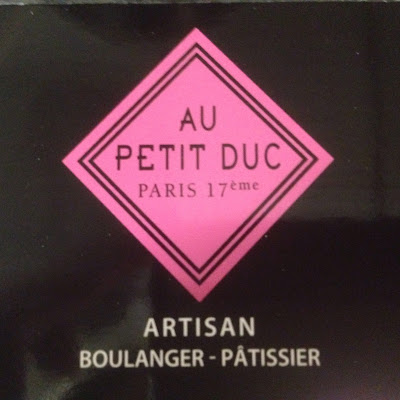 AU
PETIT DUC
PARIS 17ème
ARTISAN
BOULANGER - PÂTISSIER